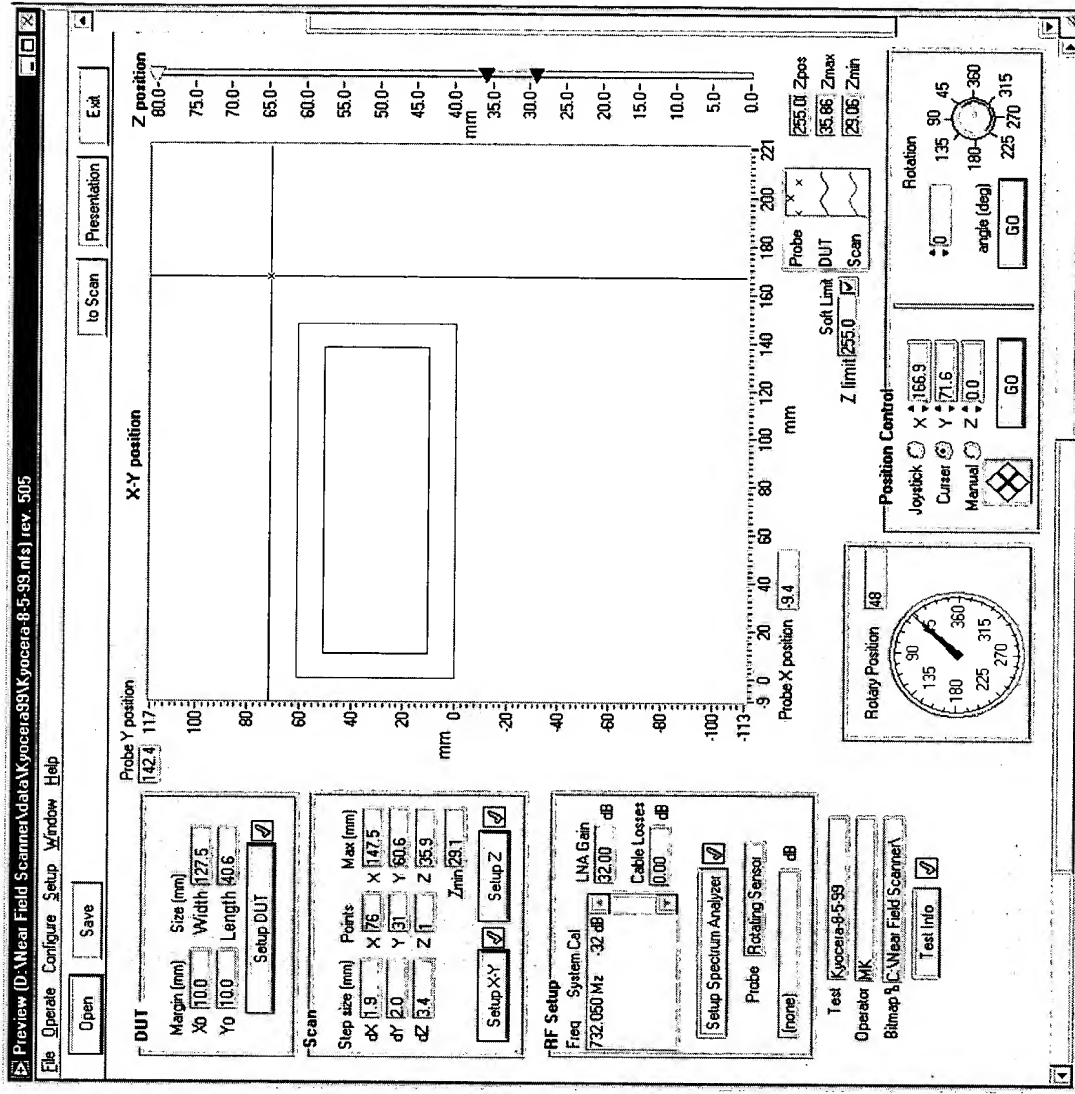 Preview (D:\Near Field Scanner\data\Kyocera99\Kyocera-8-5-99.nfs) rev. 505
File Operate Configure Setup Window Help
Open Save to Scan Presentation Exit
DUT
Margin (mm) Size (mm)
Xo 10.0 Width 127.5
Yo 10.0 Length 40.6
Setup DUT
Scan
Step size (mm) Points Max (mm)
dX 1.9 X 76 X 147.5
dY 2.0 Y 31 Y 60.6
dZ 3.4 Z 1 Z 35.9
Zmin 29.1
Setup X-Y Setup Z
RF Setup
Freq System Cal LNA Gain
732.050 Mz -32 dB 32.00 dB
Cable Losses
0.00 dB
Setup Spectrum Analyzer
Probe Rotating Sensor
(none) dB
Test Kyocera-8-5-99
Operator MK
Bitmap % C:\Near Field Scanner\
Test Info
X-Y position
Probe Y position
142.4
117
100
80
60
40
20
0
mm
-100
-113
-9 0 20 40 60 80 100 120 140 160 180 200 221
mm
Probe X position -9.4
Z position
80.0-
75.0-
70.0-
65.0-
60.0-
55.0-
50.0-
45.0-
40.0-
mm
35.0-
30.0-
25.0-
20.0-
15.0-
10.0-
5.0-
0.0-
255.0 Zpos
35.86 Zmax
29.06 Zmin
Probe
DUT
Scan
Soft Limit
Z limit 255.0
Rotary Position 48
90
135
-180
225
270
315
360
Position Control
Joystick X 166.9
Curser Y 71.6
Manual Z 0.0
GO
Rotation
0
angle (deg)
GO
135 90 45
180- -360
225 270 315